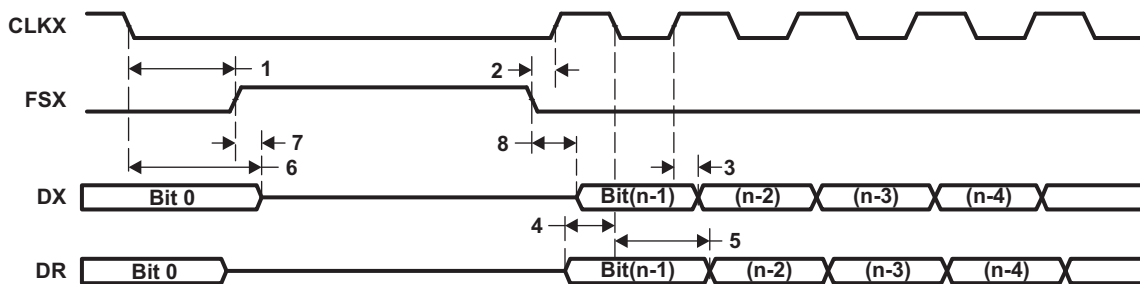 CLKX
1
2
FSX
7
8
6
3
DX
Bit 0
Bit(n-1)
(n-2)
(n-3)
(n-4)
4
5
DR
Bit 0
Bit(n-1)
(n-2)
(n-3)
(n-4)